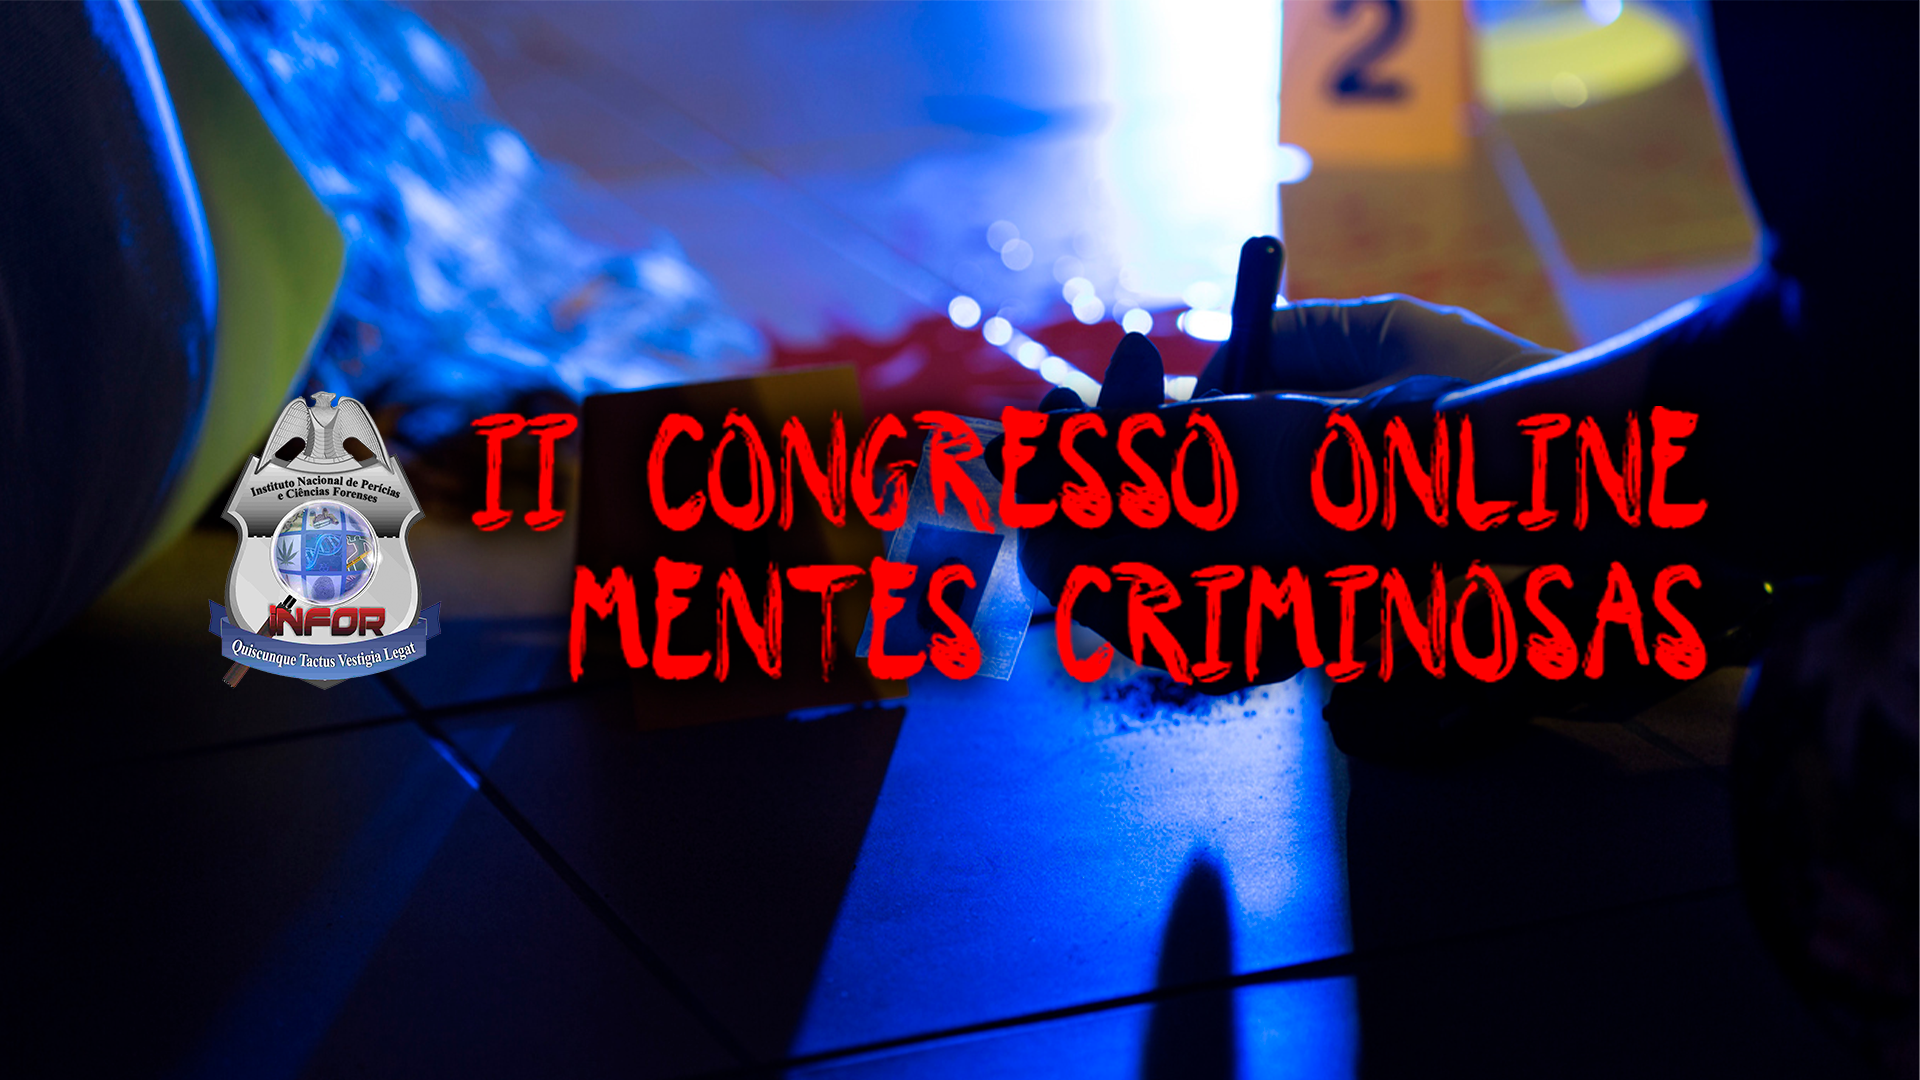 2
Instituto Nacional de Perícias
e Ciências Forenses
INFOR
Quiscunque Tactus Vestigia Legat
II CONGRESSO ONLINE
MENTES CRIMINOSAS